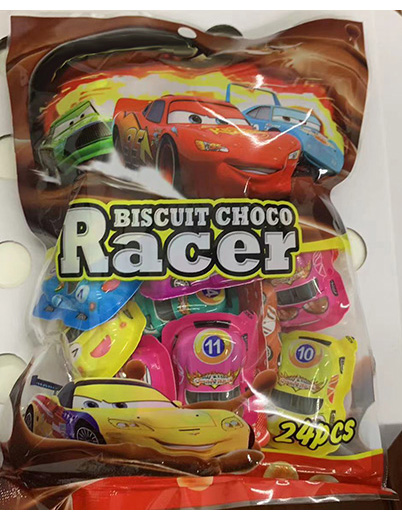 BISCUIT CHOCO
Racer
11
10
24pcs